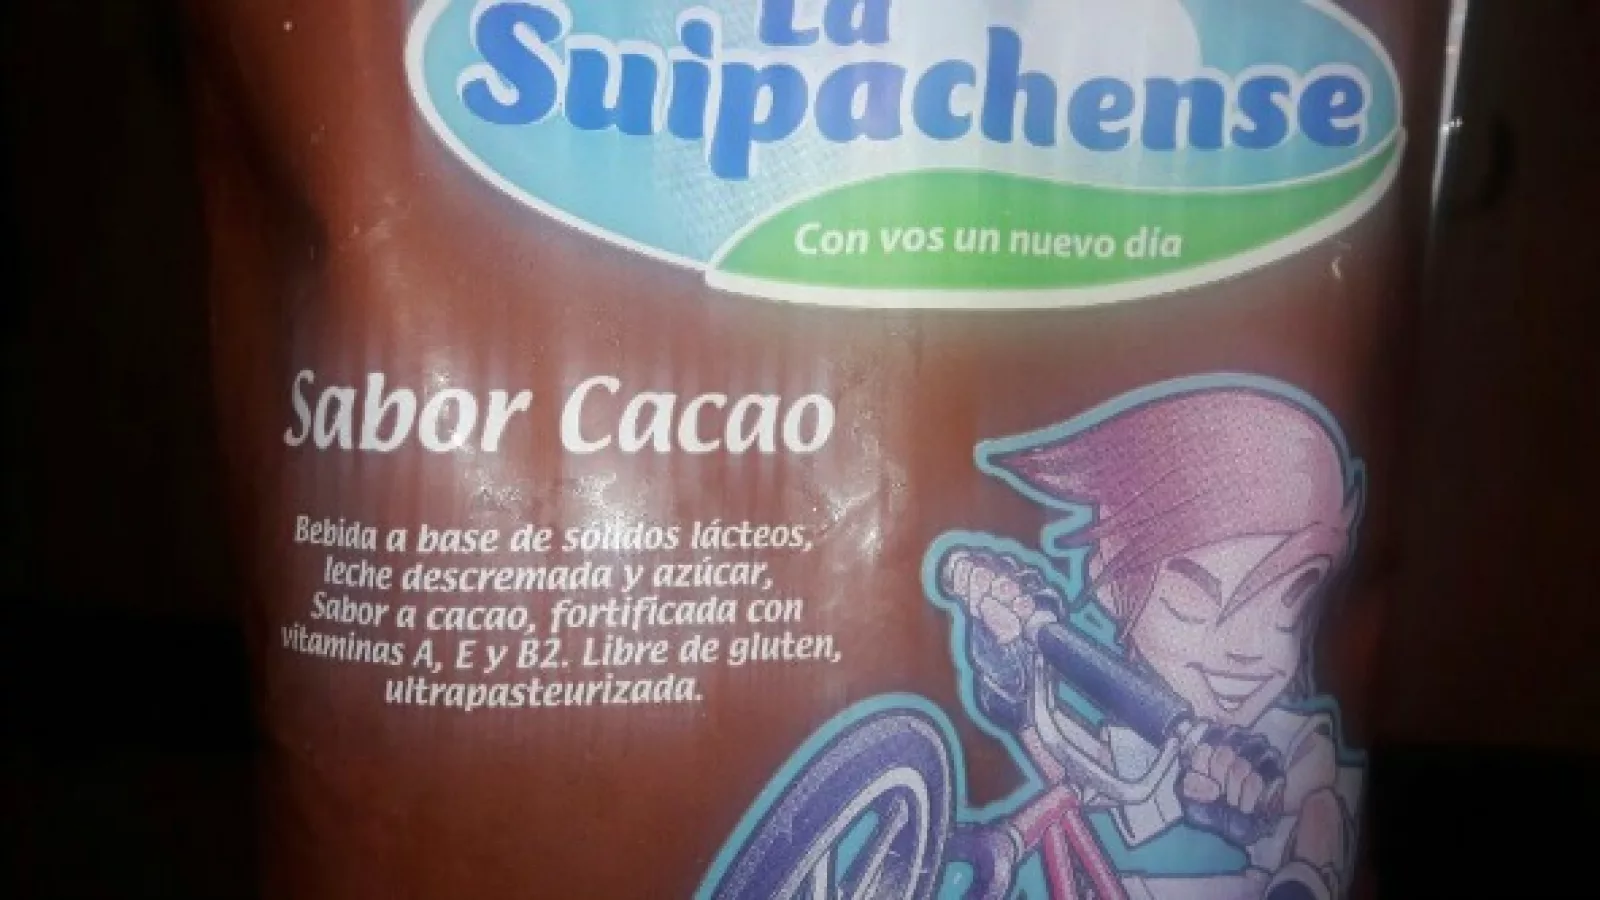 La
Suipachense
Con vos un nuevo día
Sabor Cacao
Bebida a base de sólidos lácteos,
leche descremada y azúcar,
Sabor a cacao, fortificada con
vitaminas A, E y B2. Libre de gluten,
ultrapasteurizada.